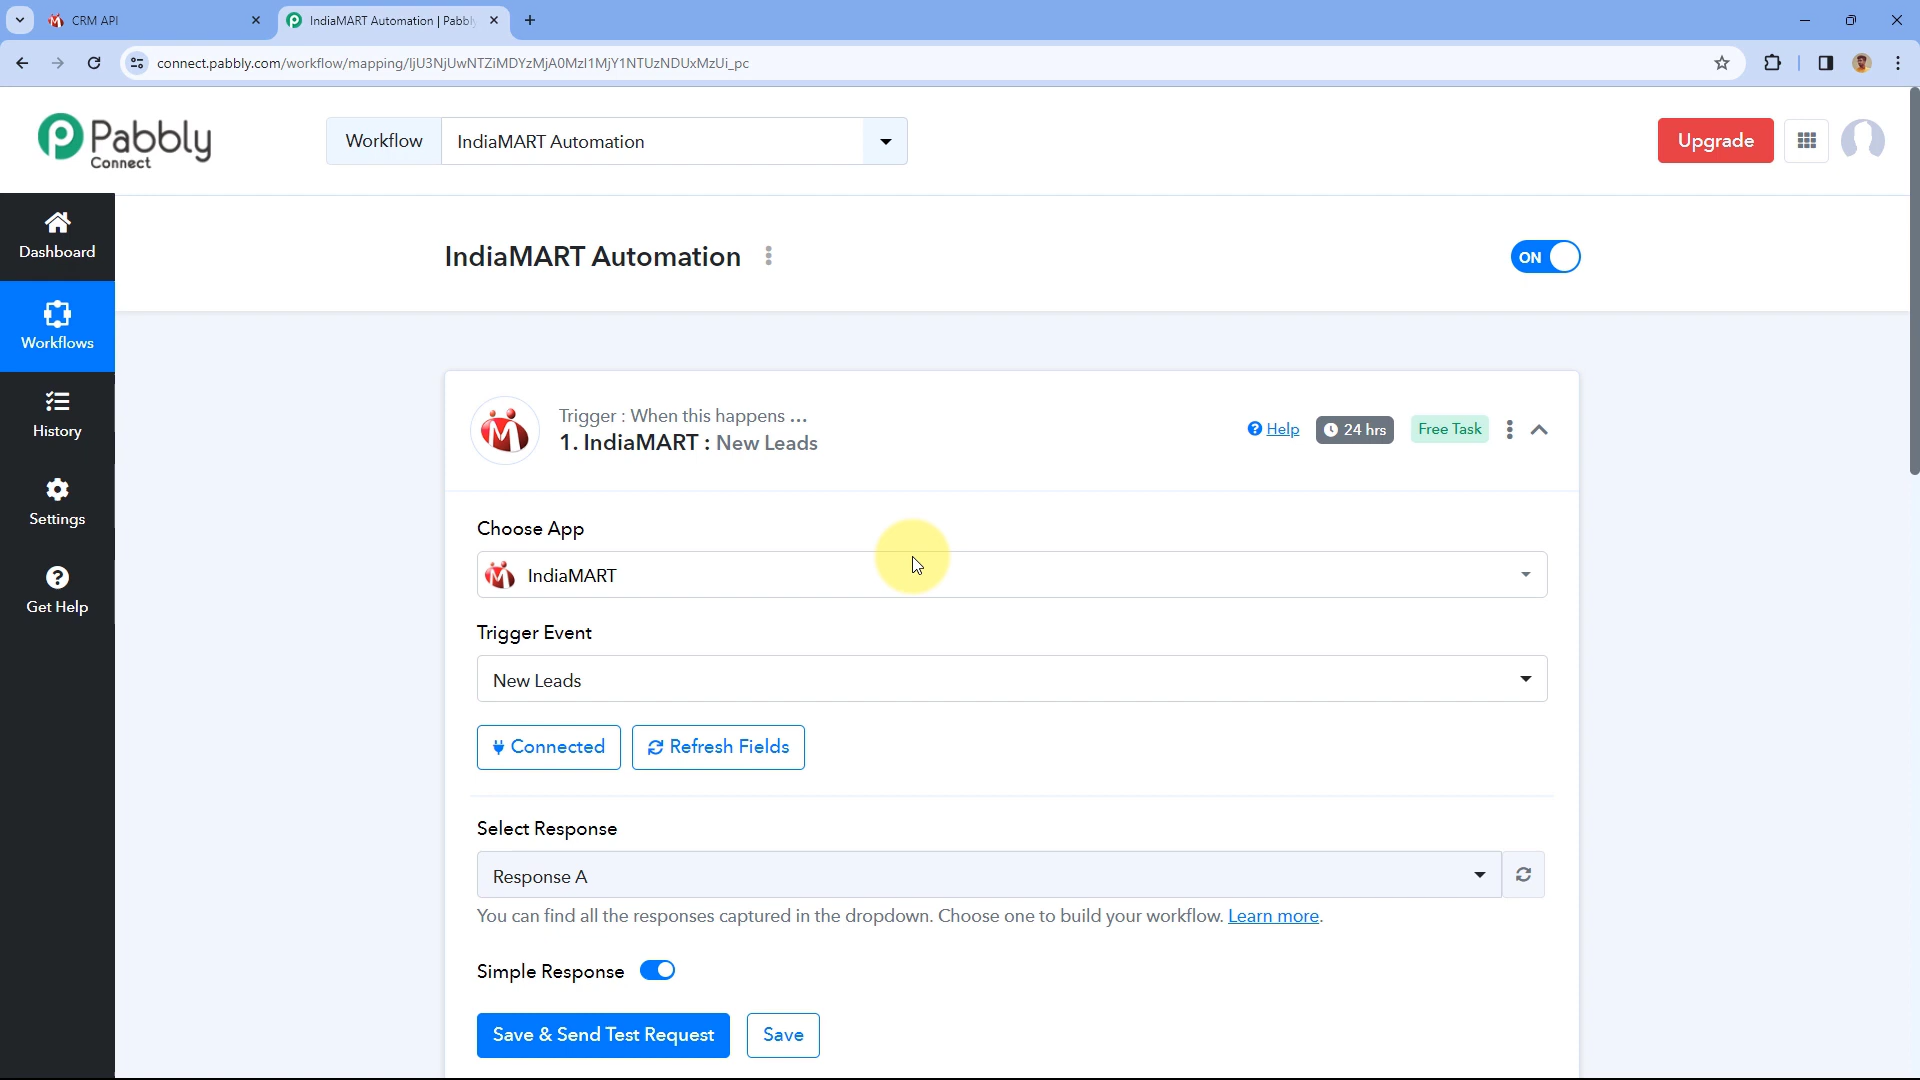 CRM API
IndiaMART Automation | Pabbly
connect.pabbly.com/workflow/mapping/IjU3NjUwNTZiMDYzMjA0MzI1MjY1NTUzNDUxMzUi_pc
Pabbly
Connect
Workflow
IndiaMART Automation
Upgrade
Dashboard
Workflows
History
Settings
Get Help
IndiaMART Automation
ON
Trigger : When this happens ...
1. IndiaMART : New Leads
Help
24 hrs
Free Task
Choose App
IndiaMART
Trigger Event
New Leads
Connected
Refresh Fields
Select Response
Response A
You can find all the responses captured in the dropdown. Choose one to build your workflow. Learn more.
Simple Response
Save & Send Test Request
Save